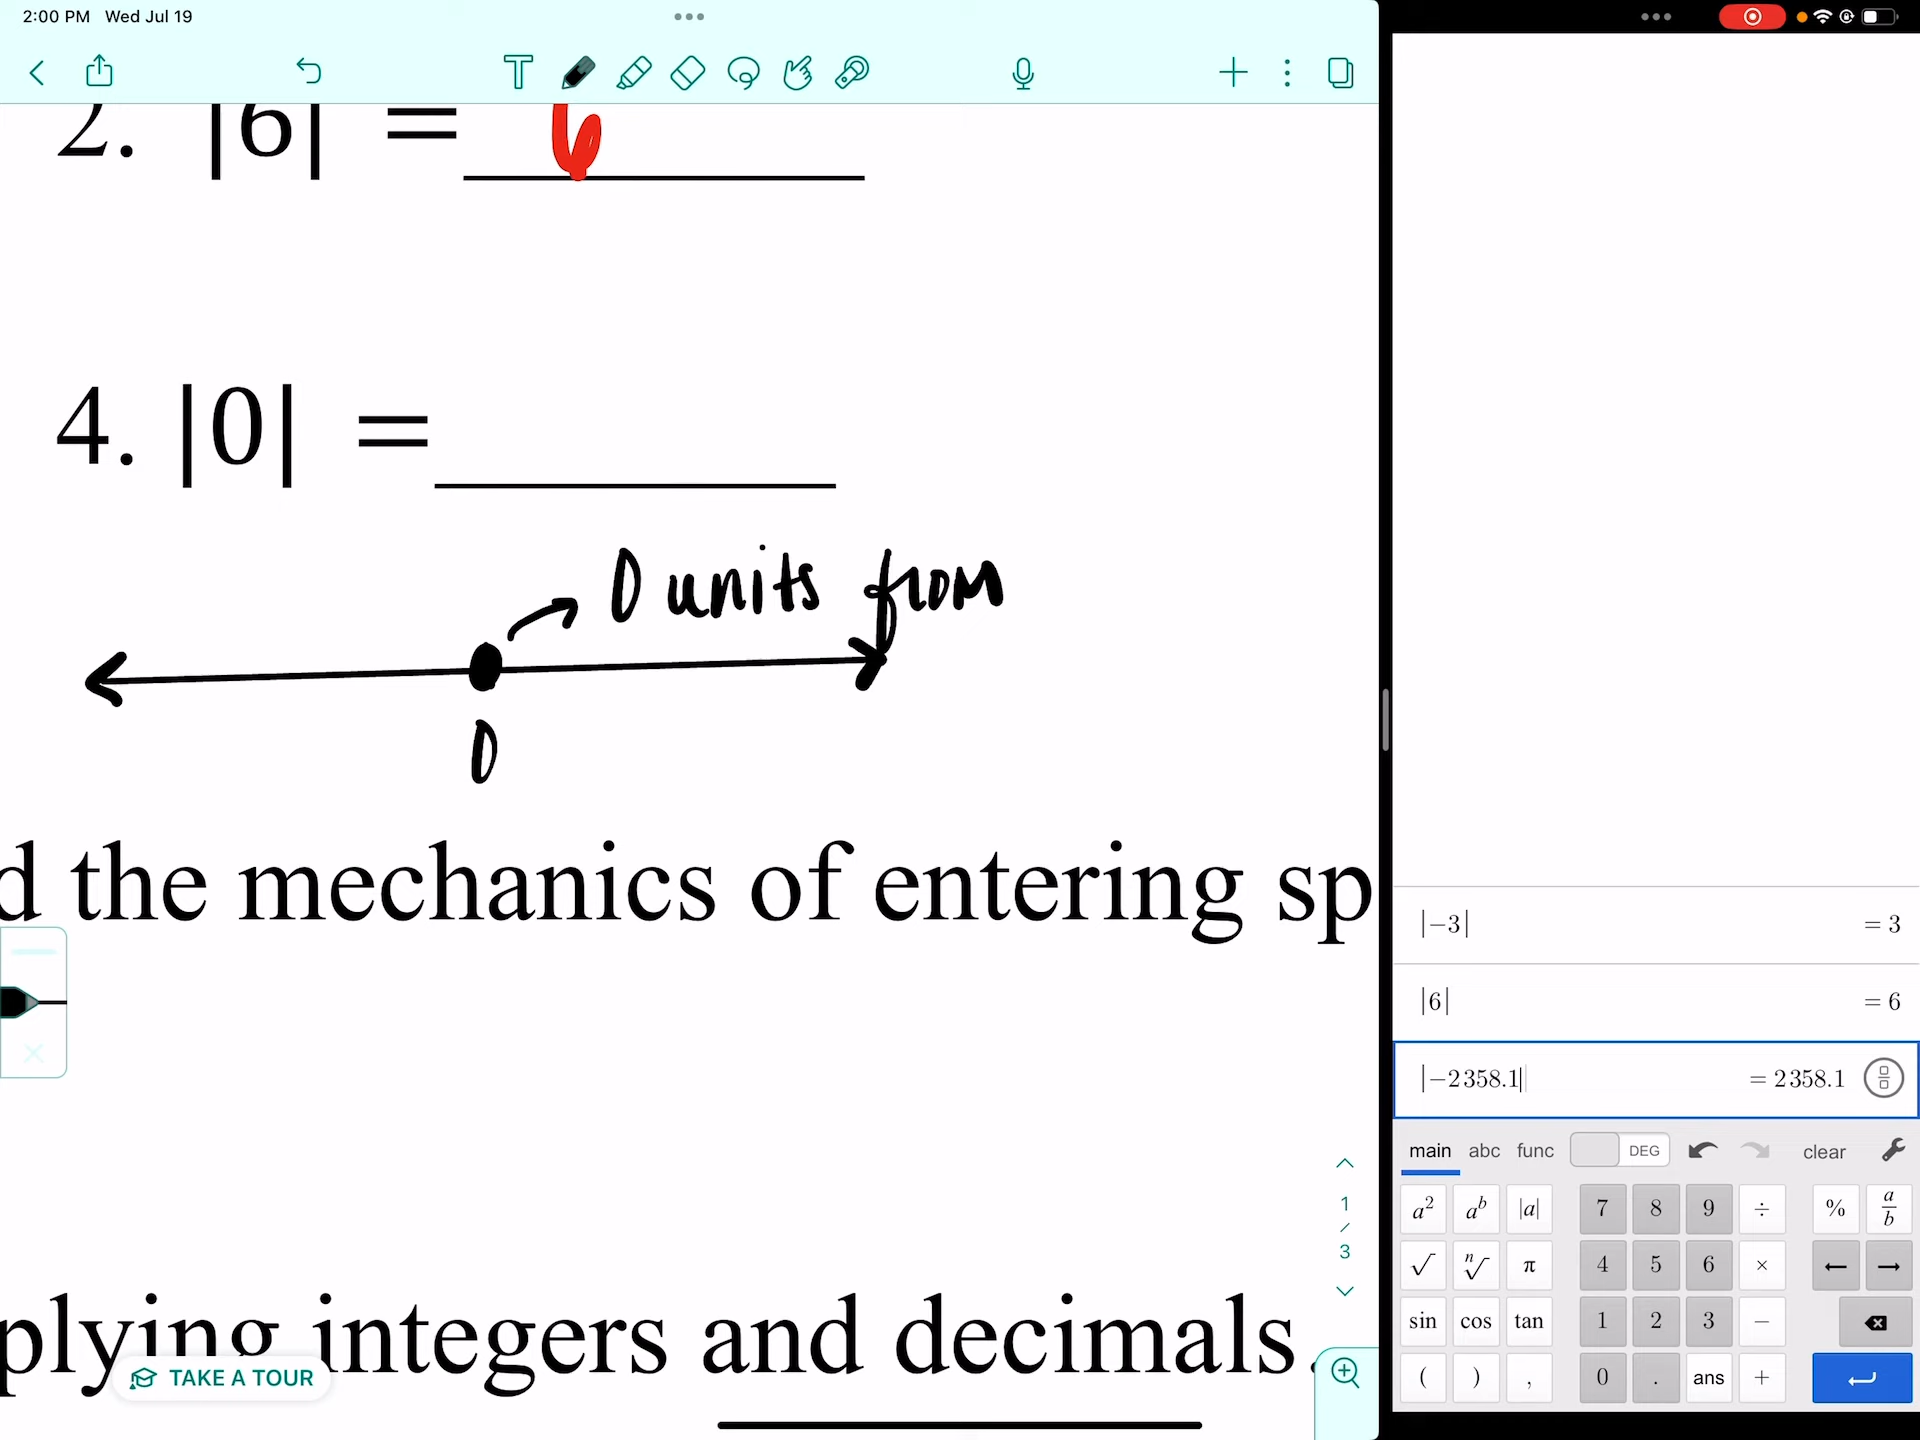 2:00 PM Wed Jul 19
2. |6| = 6
4. |0| =
0 units from
0
d the mechanics of entering sp
plying integers and decimals.
TAKE A TOUR
1
/
3
|−3| = 3
|6| = 6
|−2358.1| = 2358.1
main abc func DEG clear
a² aᵇ |a| 7 8 9 ÷ % a/b
√ ⁿ√ π 4 5 6 × ← →
sin cos tan 1 2 3 −
( ) , 0 . ans +